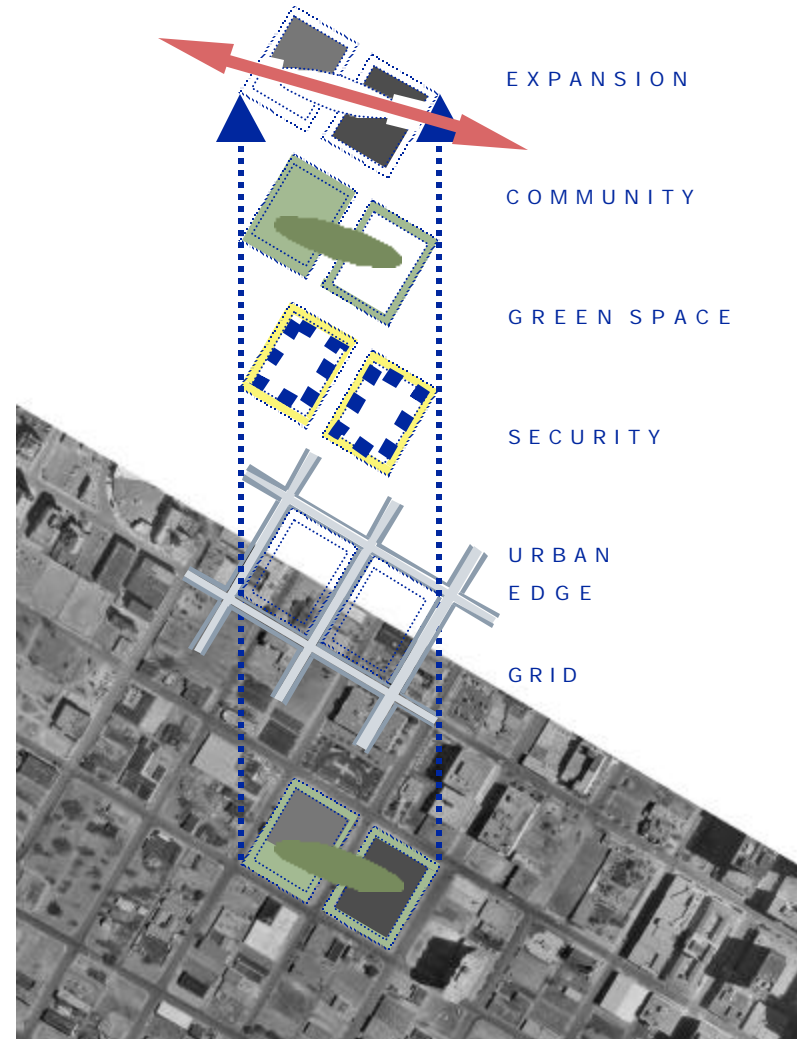 EXPANSION
COMMUNITY
GREEN SPACE
SECURITY
URBAN
EDGE
GRID